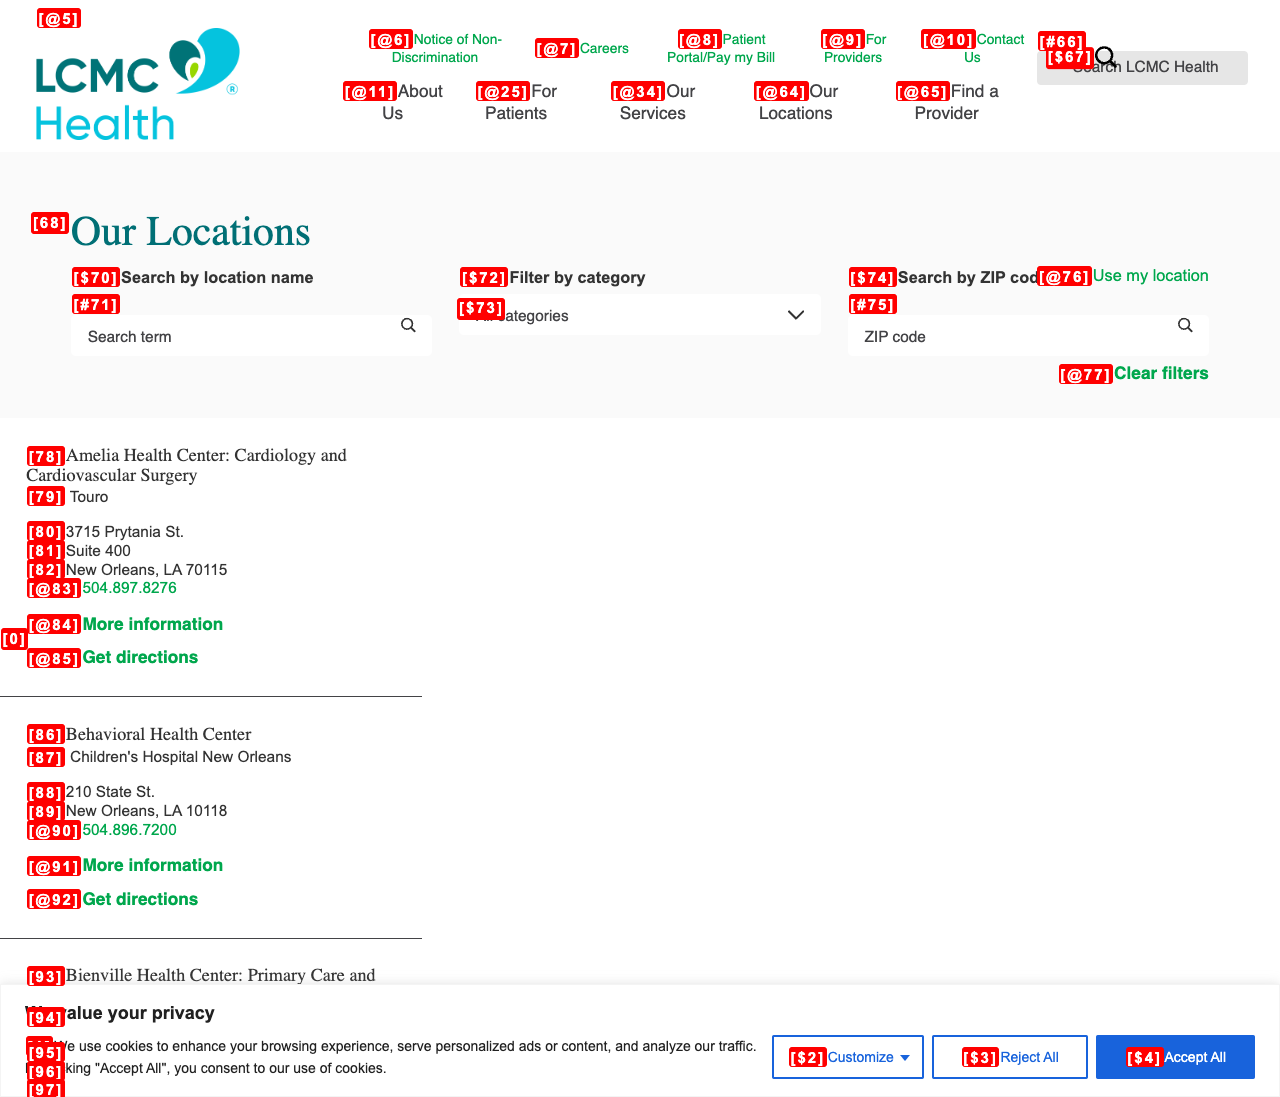 [@5]
LCMC
Health
[@6] Notice of Non-
Discrimination
[@7] Careers
[@8] Patient
Portal/Pay my Bill
[@9] For
Providers
[@10] Contact
Us
[#66]
[$67]
Search LCMC Health
[@11] About
Us
[@25] For
Patients
[@34] Our
Services
[@64] Our
Locations
[@65] Find a
Provider
[68] Our Locations
[$70] Search by location name
[#71]
Search term
[$72] Filter by category
[$73] All categories
[$74] Search by ZIP code
[@76] Use my location
[#75]
ZIP code
[@77] Clear filters
[78] Amelia Health Center: Cardiology and
Cardiovascular Surgery
[79] Touro
[80] 3715 Prytania St.
[81] Suite 400
[82] New Orleans, LA 70115
[@83] 504.897.8276
[@84] More information
[0]
[@85] Get directions
[86] Behavioral Health Center
[87] Children's Hospital New Orleans
[88] 210 State St.
[89] New Orleans, LA 10118
[@90] 504.896.7200
[@91] More information
[@92] Get directions
[93] Bienville Health Center: Primary Care and
We value your privacy
[94]
We use cookies to enhance your browsing experience, serve personalized ads or content, and analyze our traffic.
[95]
"Accept All", you consent to our use of cookies.
[96]
[97]
[$2] Customize
[$3] Reject All
[$4] Accept All